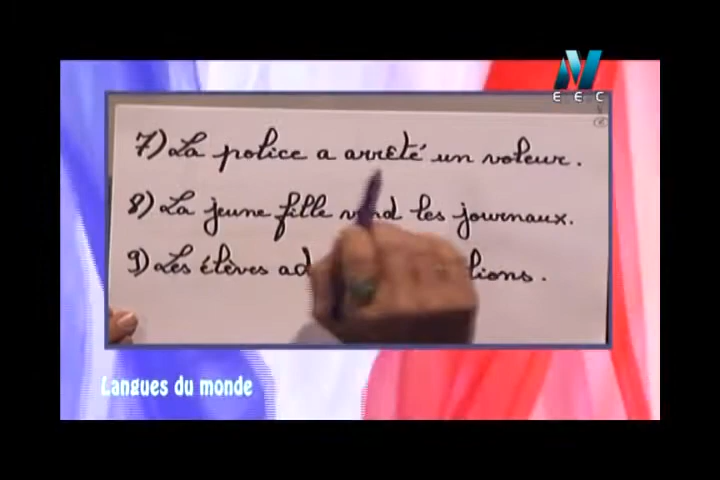 EEC
7) La police a arrêté un voleur.
8) La jeune fille vend les journaux.
9) Les élèves
Langues du monde